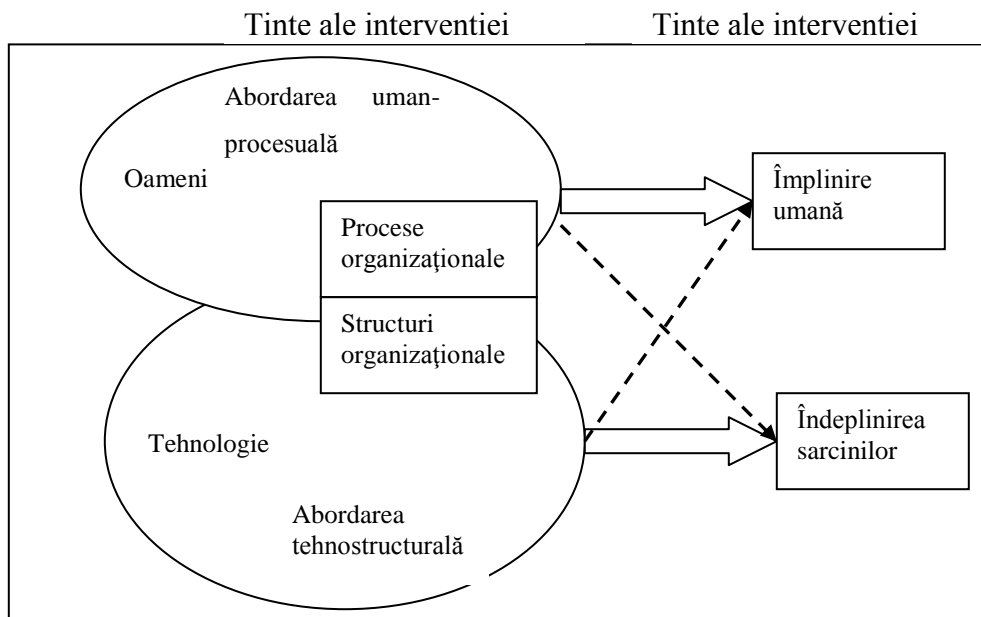 Tinte ale interventiei
Tinte ale interventiei
Abordarea uman-
procesuală
Oameni
Procese
organizaţionale
Structuri
organizaţionale
Tehnologie
Abordarea
tehnostructurală
Împlinire
umană
Îndeplinirea
sarcinilor